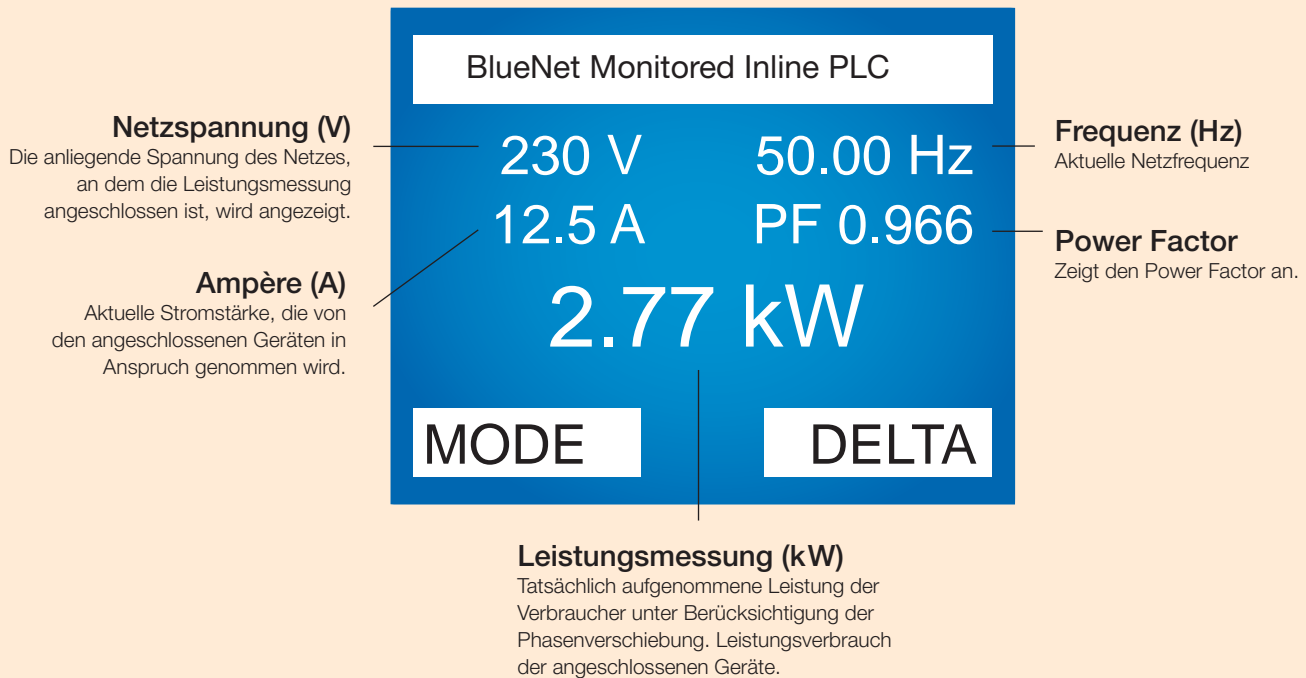 BlueNet Monitored Inline PLC
Netzspannung (V)
Die anliegende Spannung des Netzes,
an dem die Leistungsmessung
angeschlossen ist, wird angezeigt.
Ampère (A)
Aktuelle Stromstärke, die von
den angeschlossenen Geräten in
Anspruch genommen wird.
230 V
50.00 Hz
12.5 A
PF 0.966
2.77 kW
MODE
DELTA
Frequenz (Hz)
Aktuelle Netzfrequenz
Power Factor
Zeigt den Power Factor an.
Leistungsmessung (kW)
Tatsächlich aufgenommene Leistung der
Verbraucher unter Berücksichtigung der
Phasenverschiebung. Leistungsverbrauch
der angeschlossenen Geräte.